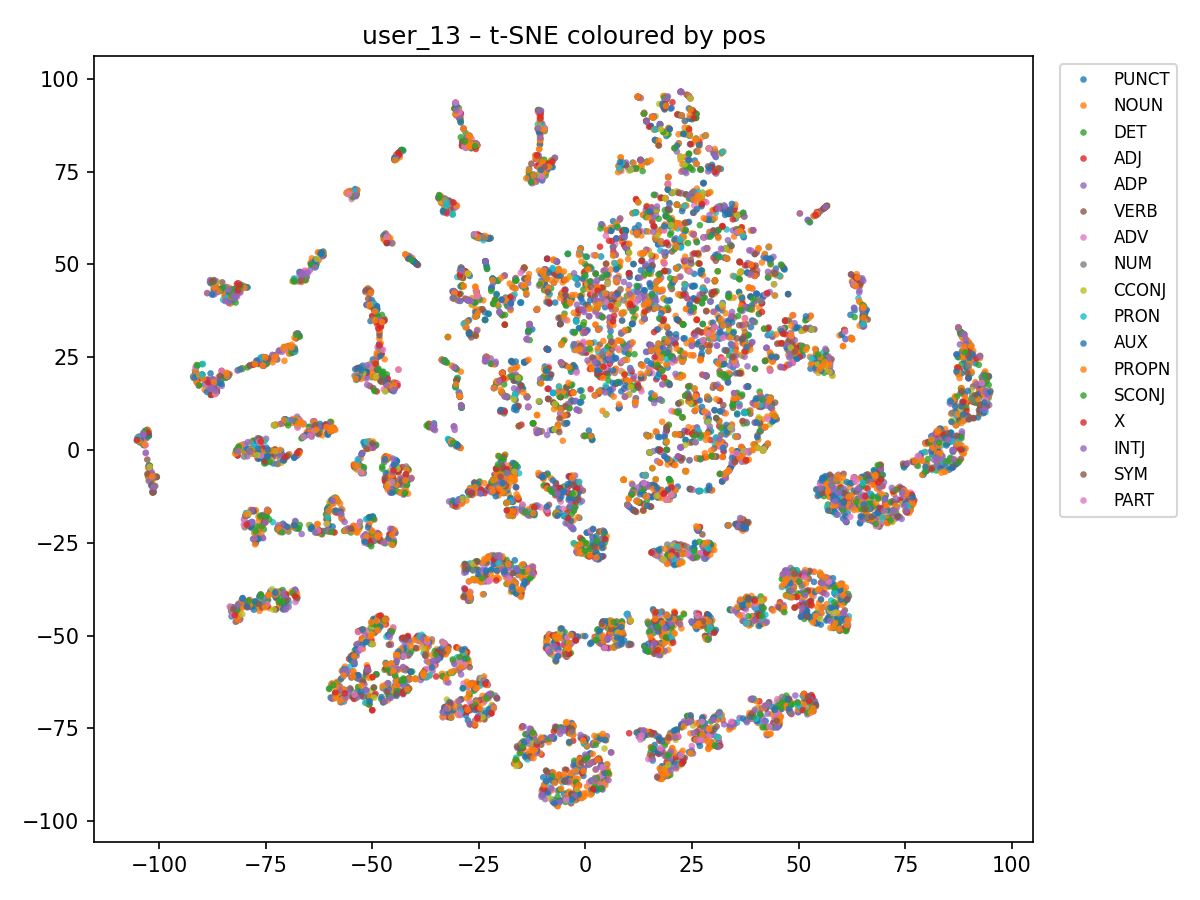 user_13 – t-SNE coloured by pos
100
75
50
25
0
−25
−50
−75
−100
−100
−75
−50
−25
0
25
50
75
100
PUNCT
NOUN
DET
ADJ
ADP
VERB
ADV
NUM
CCONJ
PRON
AUX
PROPN
SCONJ
X
INTJ
SYM
PART